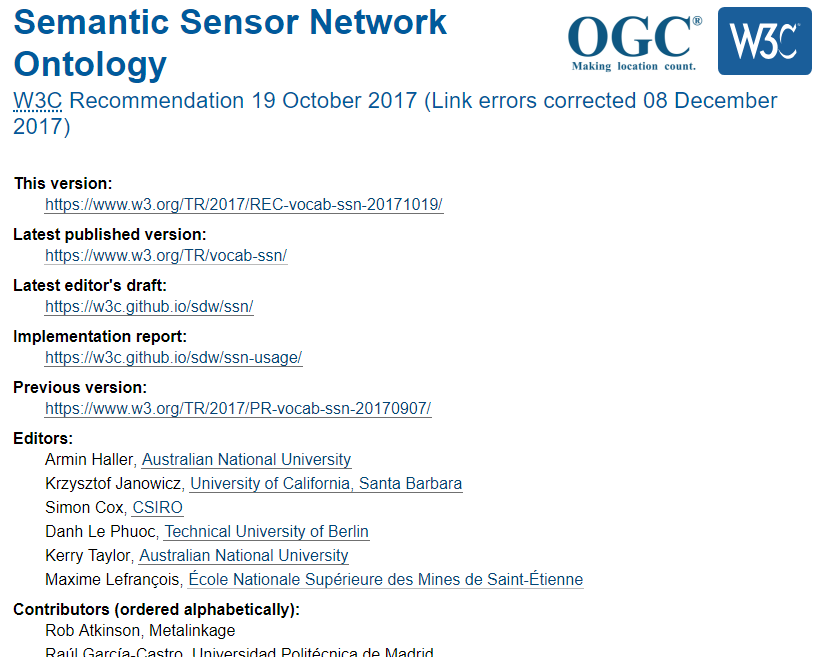 Semantic Sensor Network
Ontology
OGC®
Making location count.
W3C
W3C Recommendation 19 October 2017 (Link errors corrected 08 December
2017)
This version:
https://www.w3.org/TR/2017/REC-vocab-ssn-20171019/
Latest published version:
https://www.w3.org/TR/vocab-ssn/
Latest editor's draft:
https://w3c.github.io/sdw/ssn/
Implementation report:
https://w3c.github.io/sdw/ssn-usage/
Previous version:
https://www.w3.org/TR/2017/PR-vocab-ssn-20170907/
Editors:
Armin Haller, Australian National University
Krzysztof Janowicz, University of California, Santa Barbara
Simon Cox, CSIRO
Danh Le Phuoc, Technical University of Berlin
Kerry Taylor, Australian National University
Maxime Lefrançois, École Nationale Supérieure des Mines de Saint-Étienne
Contributors (ordered alphabetically):
Rob Atkinson, Metalinkage
Raúl García-Castro, Universidad Politécnica de Madrid